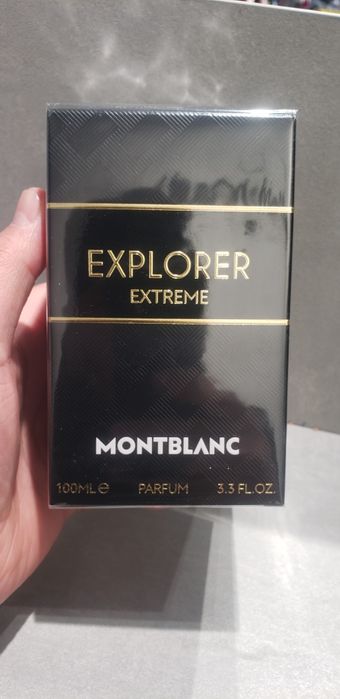 EXPLORER
EXTREME
MONTBLANC
100ML ℮ PARFUM 3.3 FL.OZ.